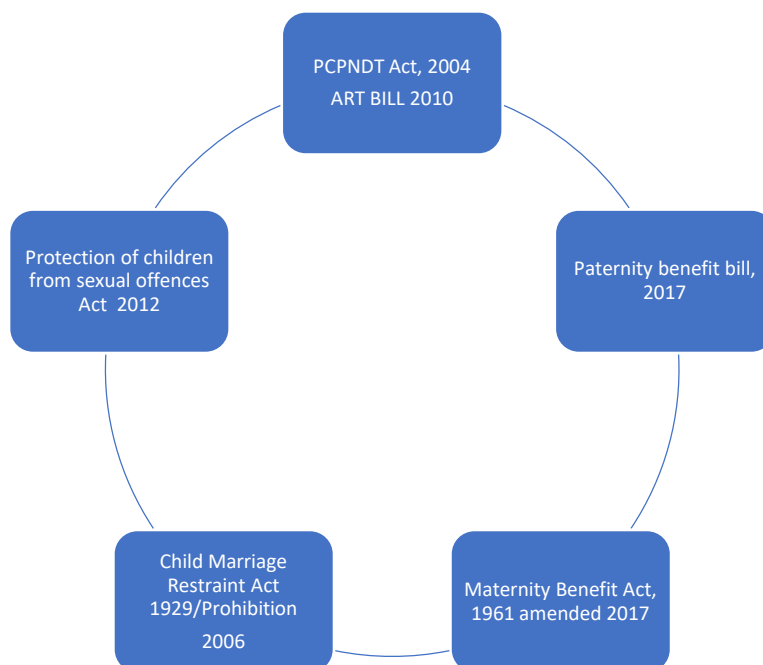 PCPNDT Act, 2004
ART BILL 2010
Paternity benefit bill,
2017
Maternity Benefit Act,
1961 amended 2017
Child Marriage
Restraint Act
1929/Prohibition
2006
Protection of children
from sexual offences
Act 2012